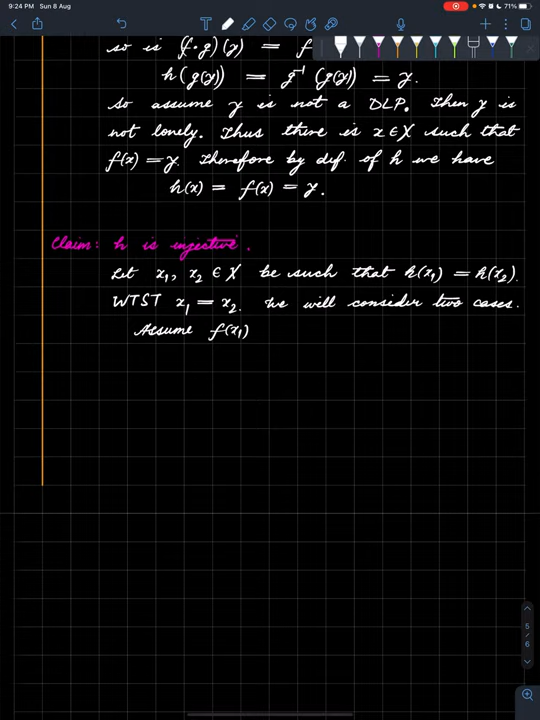 9:24 PM Sun 8 Aug
71%
so is (f·g)(y) = f
h(g(y)) = g⁻¹(g(y)) = y.
so assume y is not a DLP. Then y is
not lonely. Thus there is x ∈ X such that
f(x) = y. Therefore by def. of h we have
h(x) = f(x) = y.
Claim: h is injective.
Let x₁, x₂ ∈ X be such that h(x₁) = h(x₂).
WTST x₁ = x₂. We will consider two cases.
Assume f(x₁)
5
/
6